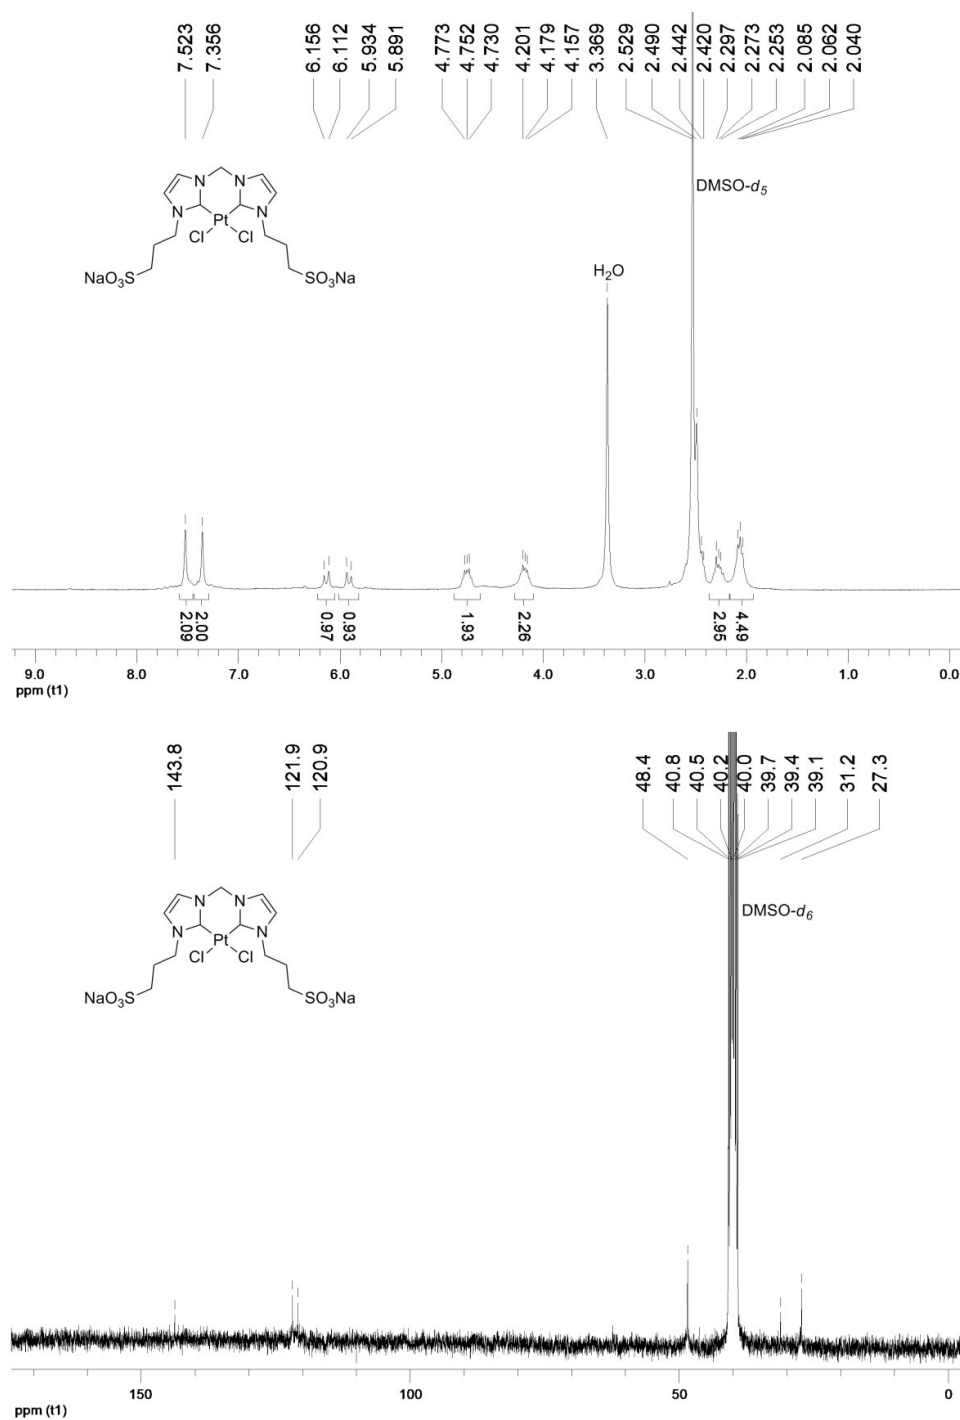 7.523 7.356 6.156 6.112 5.934 5.891 4.773 4.752 4.730 4.201 4.179 4.157 3.369 2.529 2.490 2.442 2.420 2.297 2.273 2.253 2.085 2.062 2.040
N N
N N
Pt
Cl Cl
NaO3S SO3Na
DMSO-d5
H2O
2.09 2.00 0.97 0.93 1.93 2.26 2.95 4.49
9.0 8.0 7.0 6.0 5.0 4.0 3.0 2.0 1.0 0.0
ppm (t1)
143.8 121.9 120.9 48.4 40.8 40.5 40.2 40.0 39.7 39.4 39.1 31.2 27.3
N N
N N
Pt
Cl Cl
NaO3S SO3Na
DMSO-d6
150 100 50 0
ppm (t1)